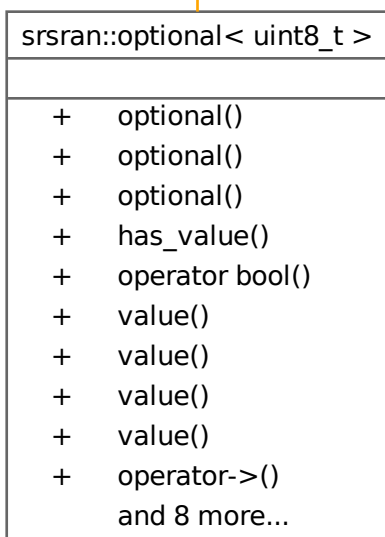 srsran::optional< uint8_t >
+ optional()
+ optional()
+ optional()
+ has_value()
+ operator bool()
+ value()
+ value()
+ value()
+ value()
+ operator->()
and 8 more...